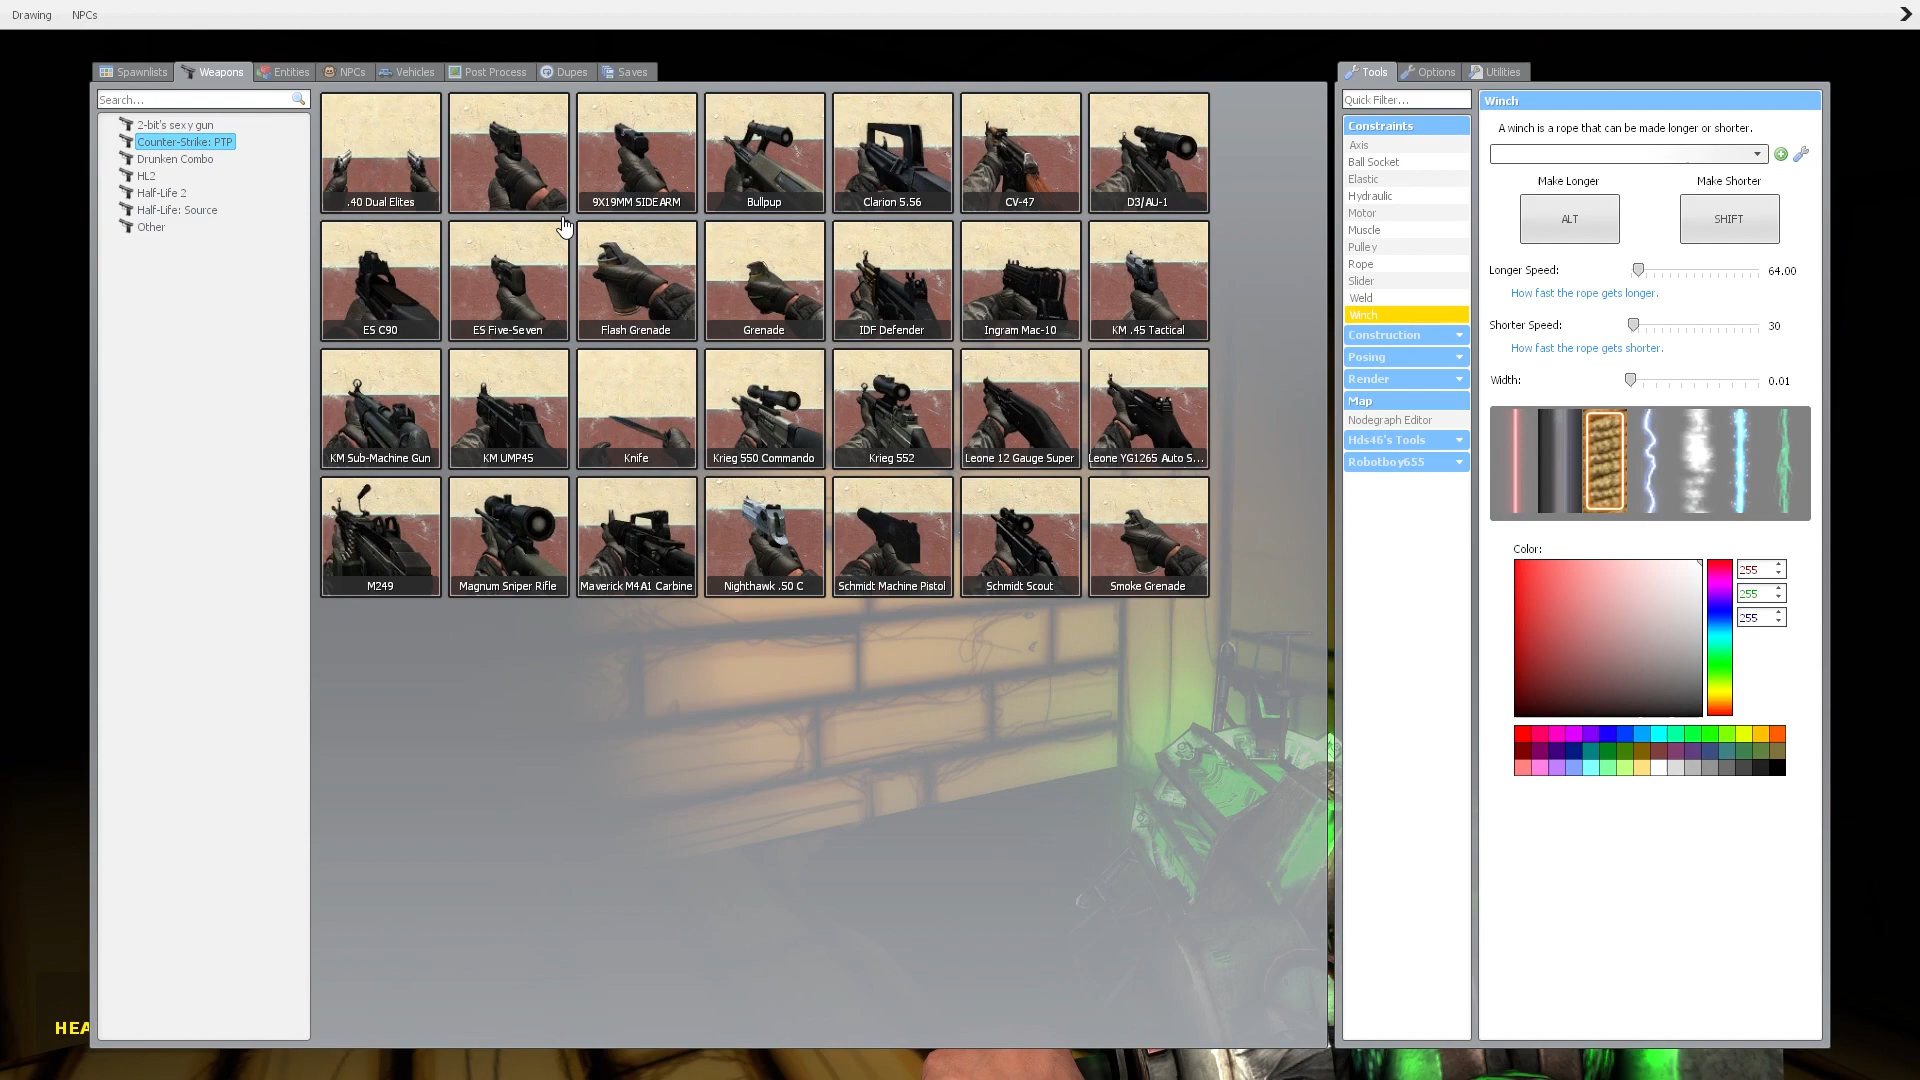 Drawing NPCs
Spawnlists Weapons Entities NPCs Vehicles Post Process Dupes Saves
Search...
2-bit's sexy gun
Counter-Strike: PTP
Drunken Combo
HL2
Half-Life 2
Half-Life: Source
Other
.40 Dual Elites
9X19MM SIDEARM
Bullpup
Clarion 5.56
CV-47
D3/AU-1
ES C90
ES Five-Seven
Flash Grenade
Grenade
IDF Defender
Ingram Mac-10
KM .45 Tactical
KM Sub-Machine Gun
KM UMP45
Knife
Krieg 550 Commando
Krieg 552
Leone 12 Gauge Super
Leone YG1265 Auto S...
M249
Magnum Sniper Rifle
Maverick M4A1 Carbine
Nighthawk .50 C
Schmidt Machine Pistol
Schmidt Scout
Smoke Grenade
HEA
Tools Options Utilities
Quick Filter...
Constraints
Axis
Ball Socket
Elastic
Hydraulic
Motor
Muscle
Pulley
Rope
Slider
Weld
Winch
Construction
Posing
Render
Map
Nodegraph Editor
Hds46's Tools
Robotboy655
Winch
A winch is a rope that can be made longer or shorter.
Make Longer Make Shorter
ALT SHIFT
Longer Speed: 64.00
How fast the rope gets longer.
Shorter Speed: 30
How fast the rope gets shorter.
Width: 0.01
Color:
255
255
255